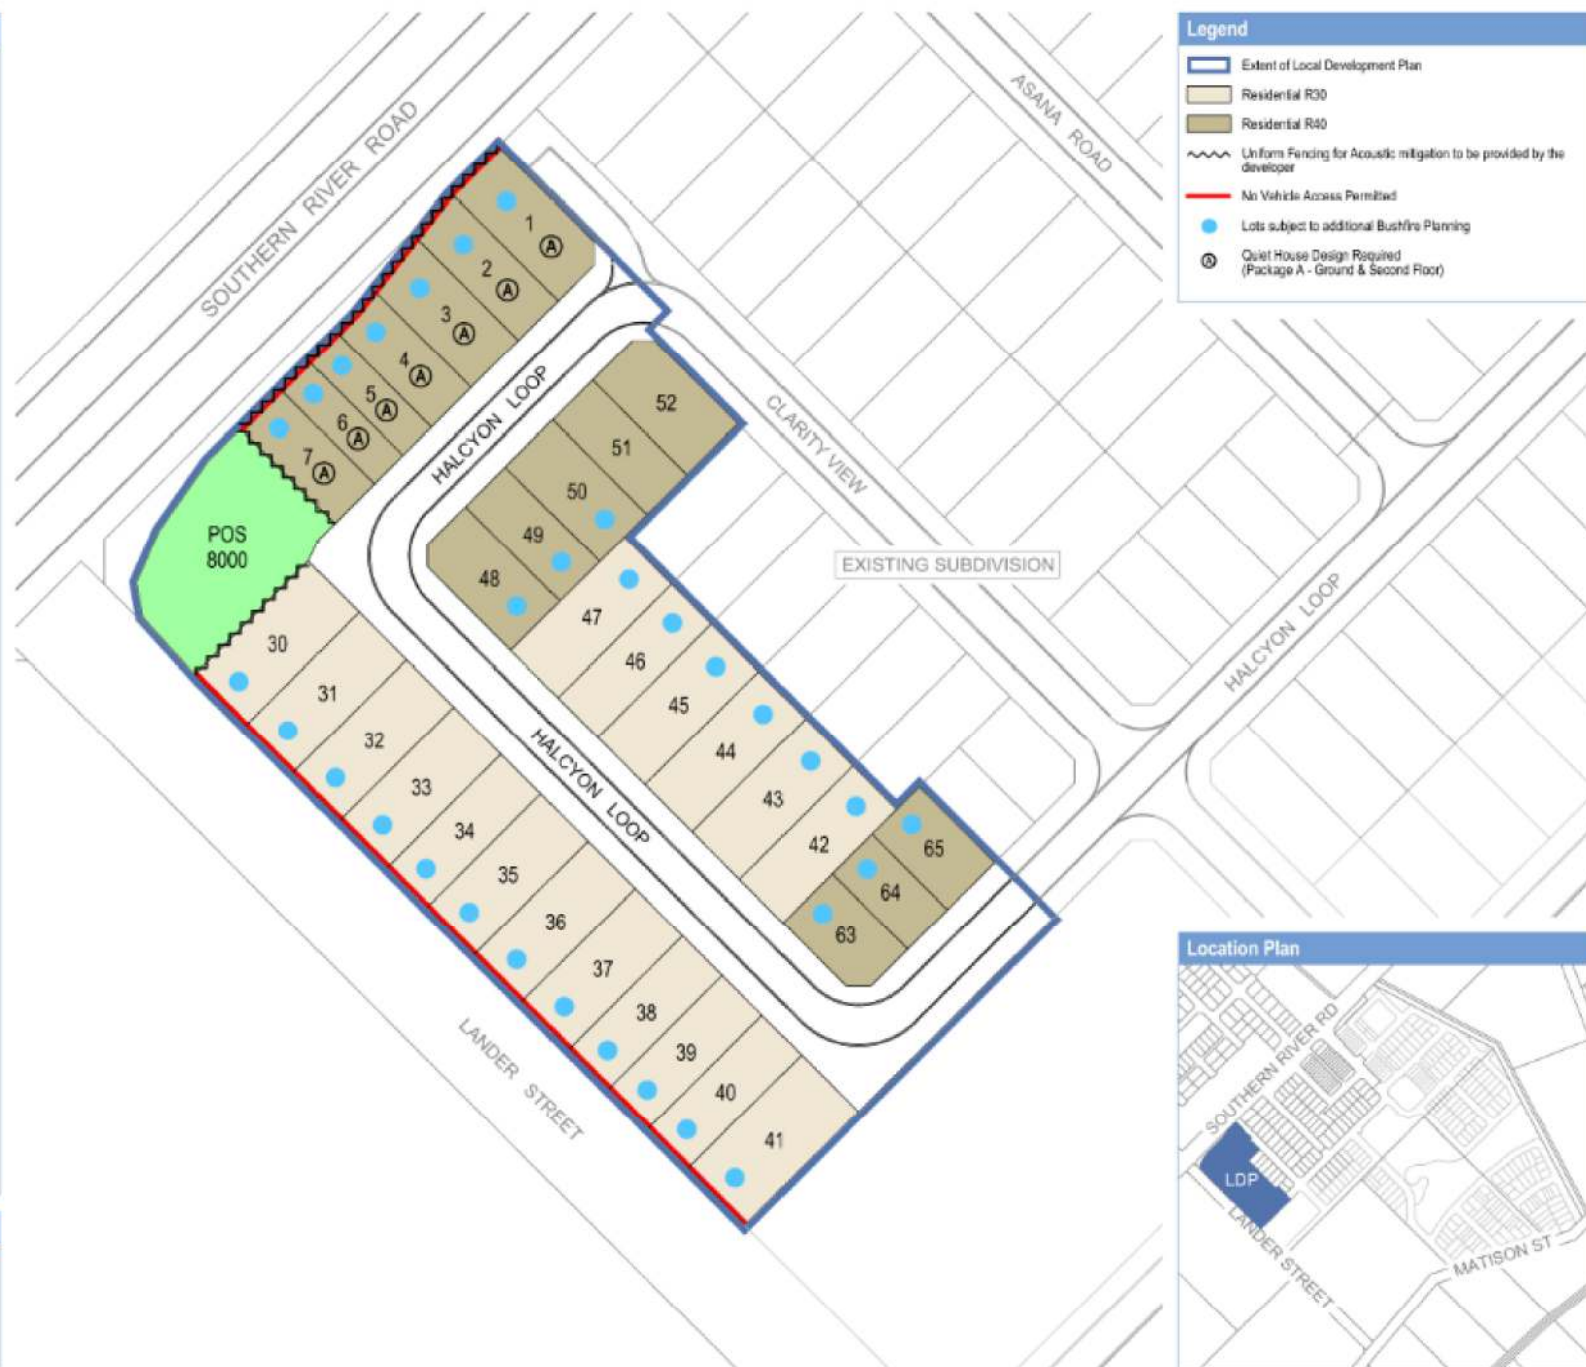 Legend
Extent of Local Development Plan
Residential R30
Residential R40
Uniform Fencing for Acoustic mitigation to be provided by the
developer
No Vehicle Access Permitted
Lots subject to additional Bushfire Planning
A
Quiet House Design Required
(Package A - Ground & Second Floor)
ASANA ROAD
SOUTHERN RIVER ROAD
1
A
2
A
3
A
4
A
5
A
6
A
7
A
HALCYON LOOP
52
51
50
49
48
CLARITY VIEW
POS
8000
EXISTING SUBDIVISION
HALCYON LOOP
47
46
45
44
43
42
65
64
63
HALCYON LOOP
30
31
32
33
34
35
36
37
38
39
40
41
LANDER STREET
Location Plan
SOUTHERN RIVER RD
LDP
LANDER STREET
MATISON ST